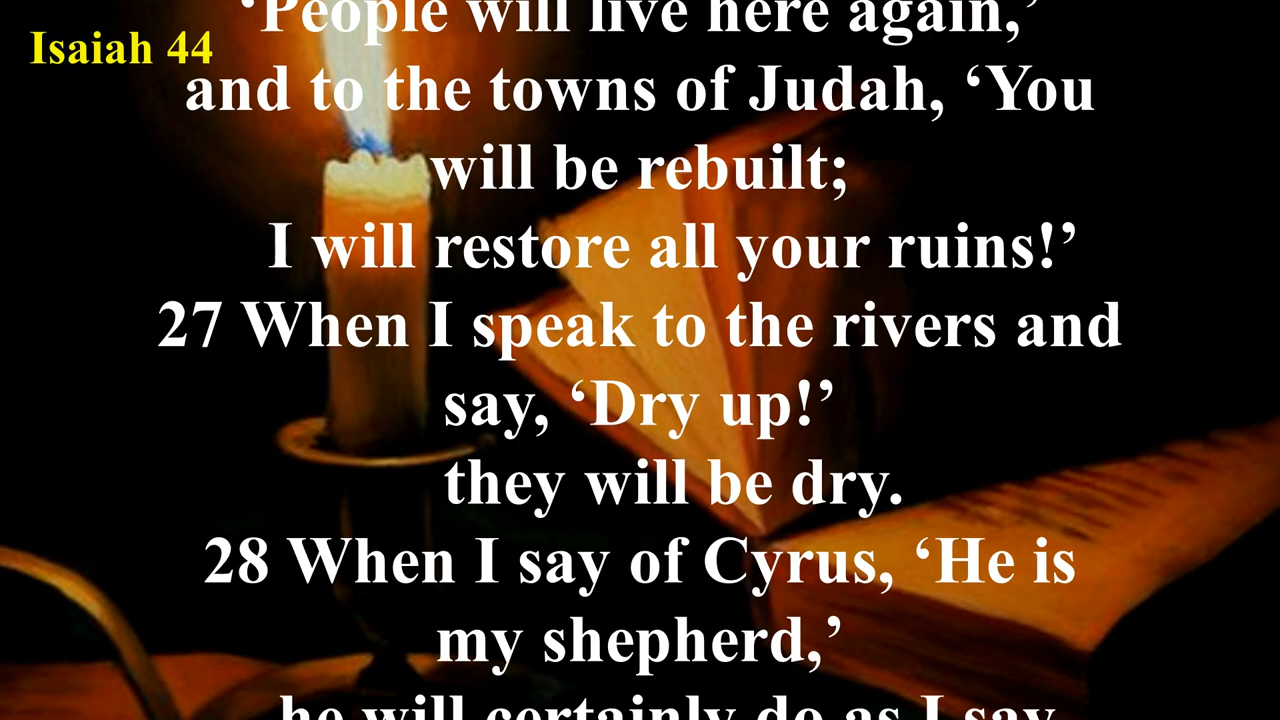 Isaiah 44
‘People will live here again,’
and to the towns of Judah, ‘You
will be rebuilt;
I will restore all your ruins!’
27 When I speak to the rivers and
say, ‘Dry up!’
they will be dry.
28 When I say of Cyrus, ‘He is
my shepherd,’
he will certainly do as I say